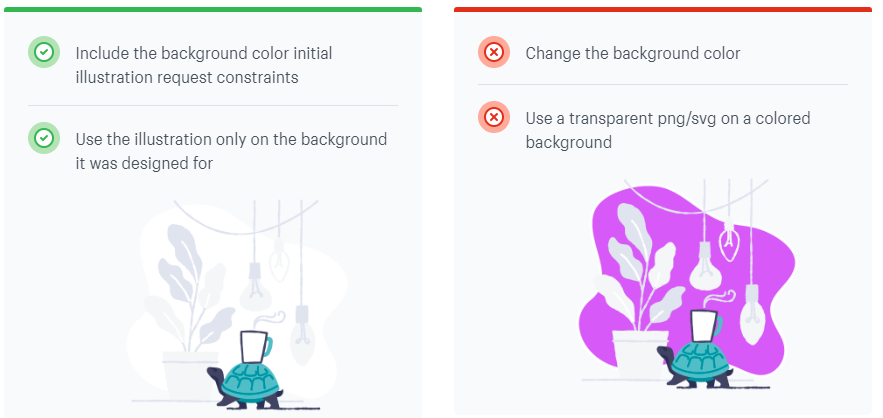 Include the background color initial
illustration request constraints
Use the illustration only on the background
it was designed for
Change the background color
Use a transparent png/svg on a colored
background